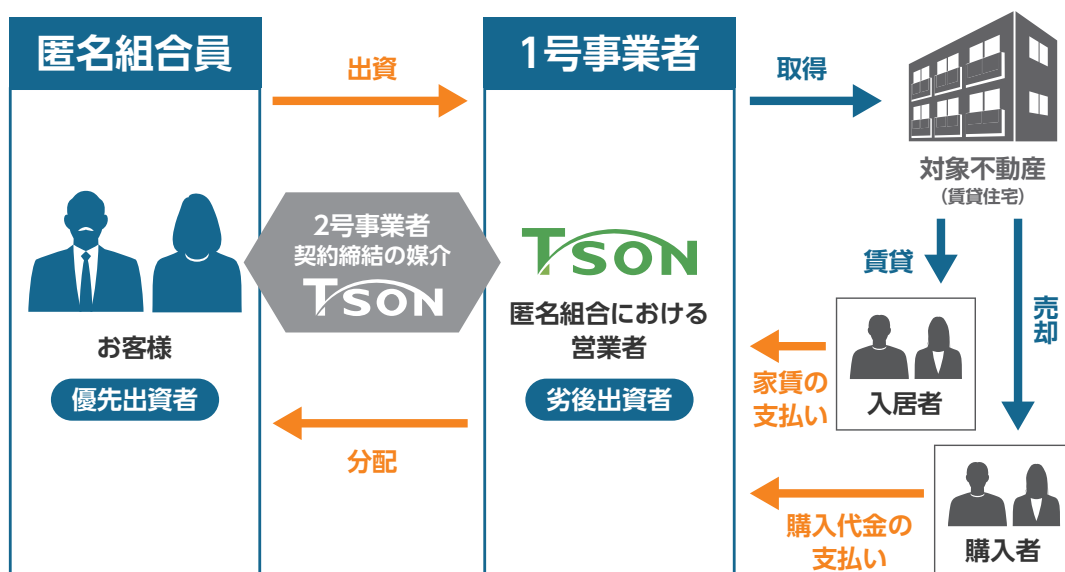 匿名組合員
出資
1号事業者
取得
対象不動産
(賃貸住宅)
2号事業者
契約締結の媒介
TSON
TSON
匿名組合における
営業者
お客様
優先出資者
劣後出資者
賃貸
売却
家賃の
支払い
入居者
分配
購入代金の
支払い
購入者